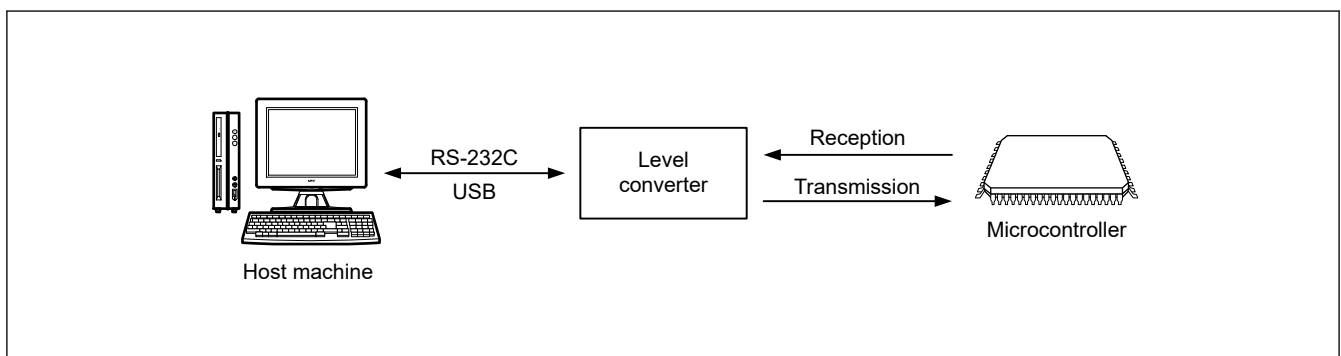 RS-232C
USB
Level
converter
Reception
Transmission
Microcontroller
Host machine